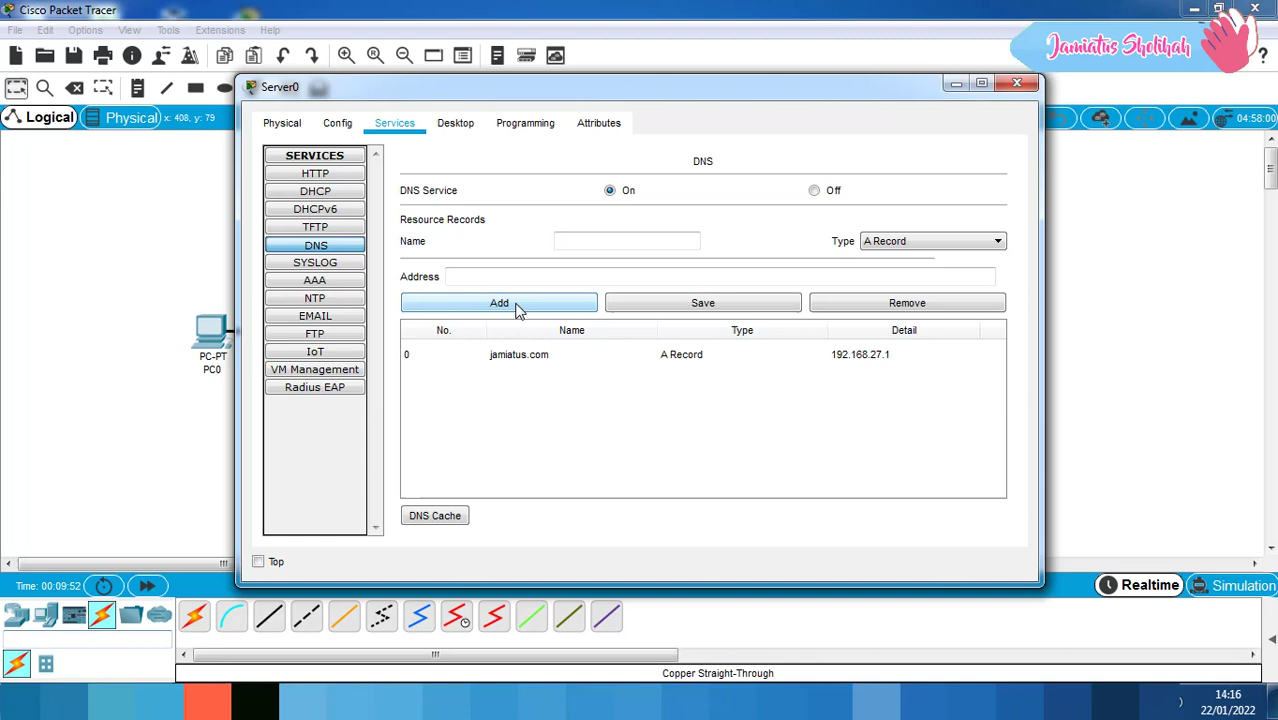 Cisco Packet Tracer
File Edit Options View Tools Extensions Help
Jamiatus Sholihah
?
Logical Physical x: 408, y: 79
04:58:00
Server0
Physical Config Services Desktop Programming Attributes
SERVICES
HTTP
DHCP
DHCPv6
TFTP
DNS
SYSLOG
AAA
NTP
EMAIL
FTP
IoT
VM Management
Radius EAP
DNS
DNS Service On Off
Resource Records
Name Type A Record
Address
Add Save Remove
No. Name Type Detail
0 jamiatus.com A Record 192.168.27.1
DNS Cache
Top
PC-PT
PC0
Time: 00:09:52
Realtime Simulation
Copper Straight-Through
14:16
22/01/2022